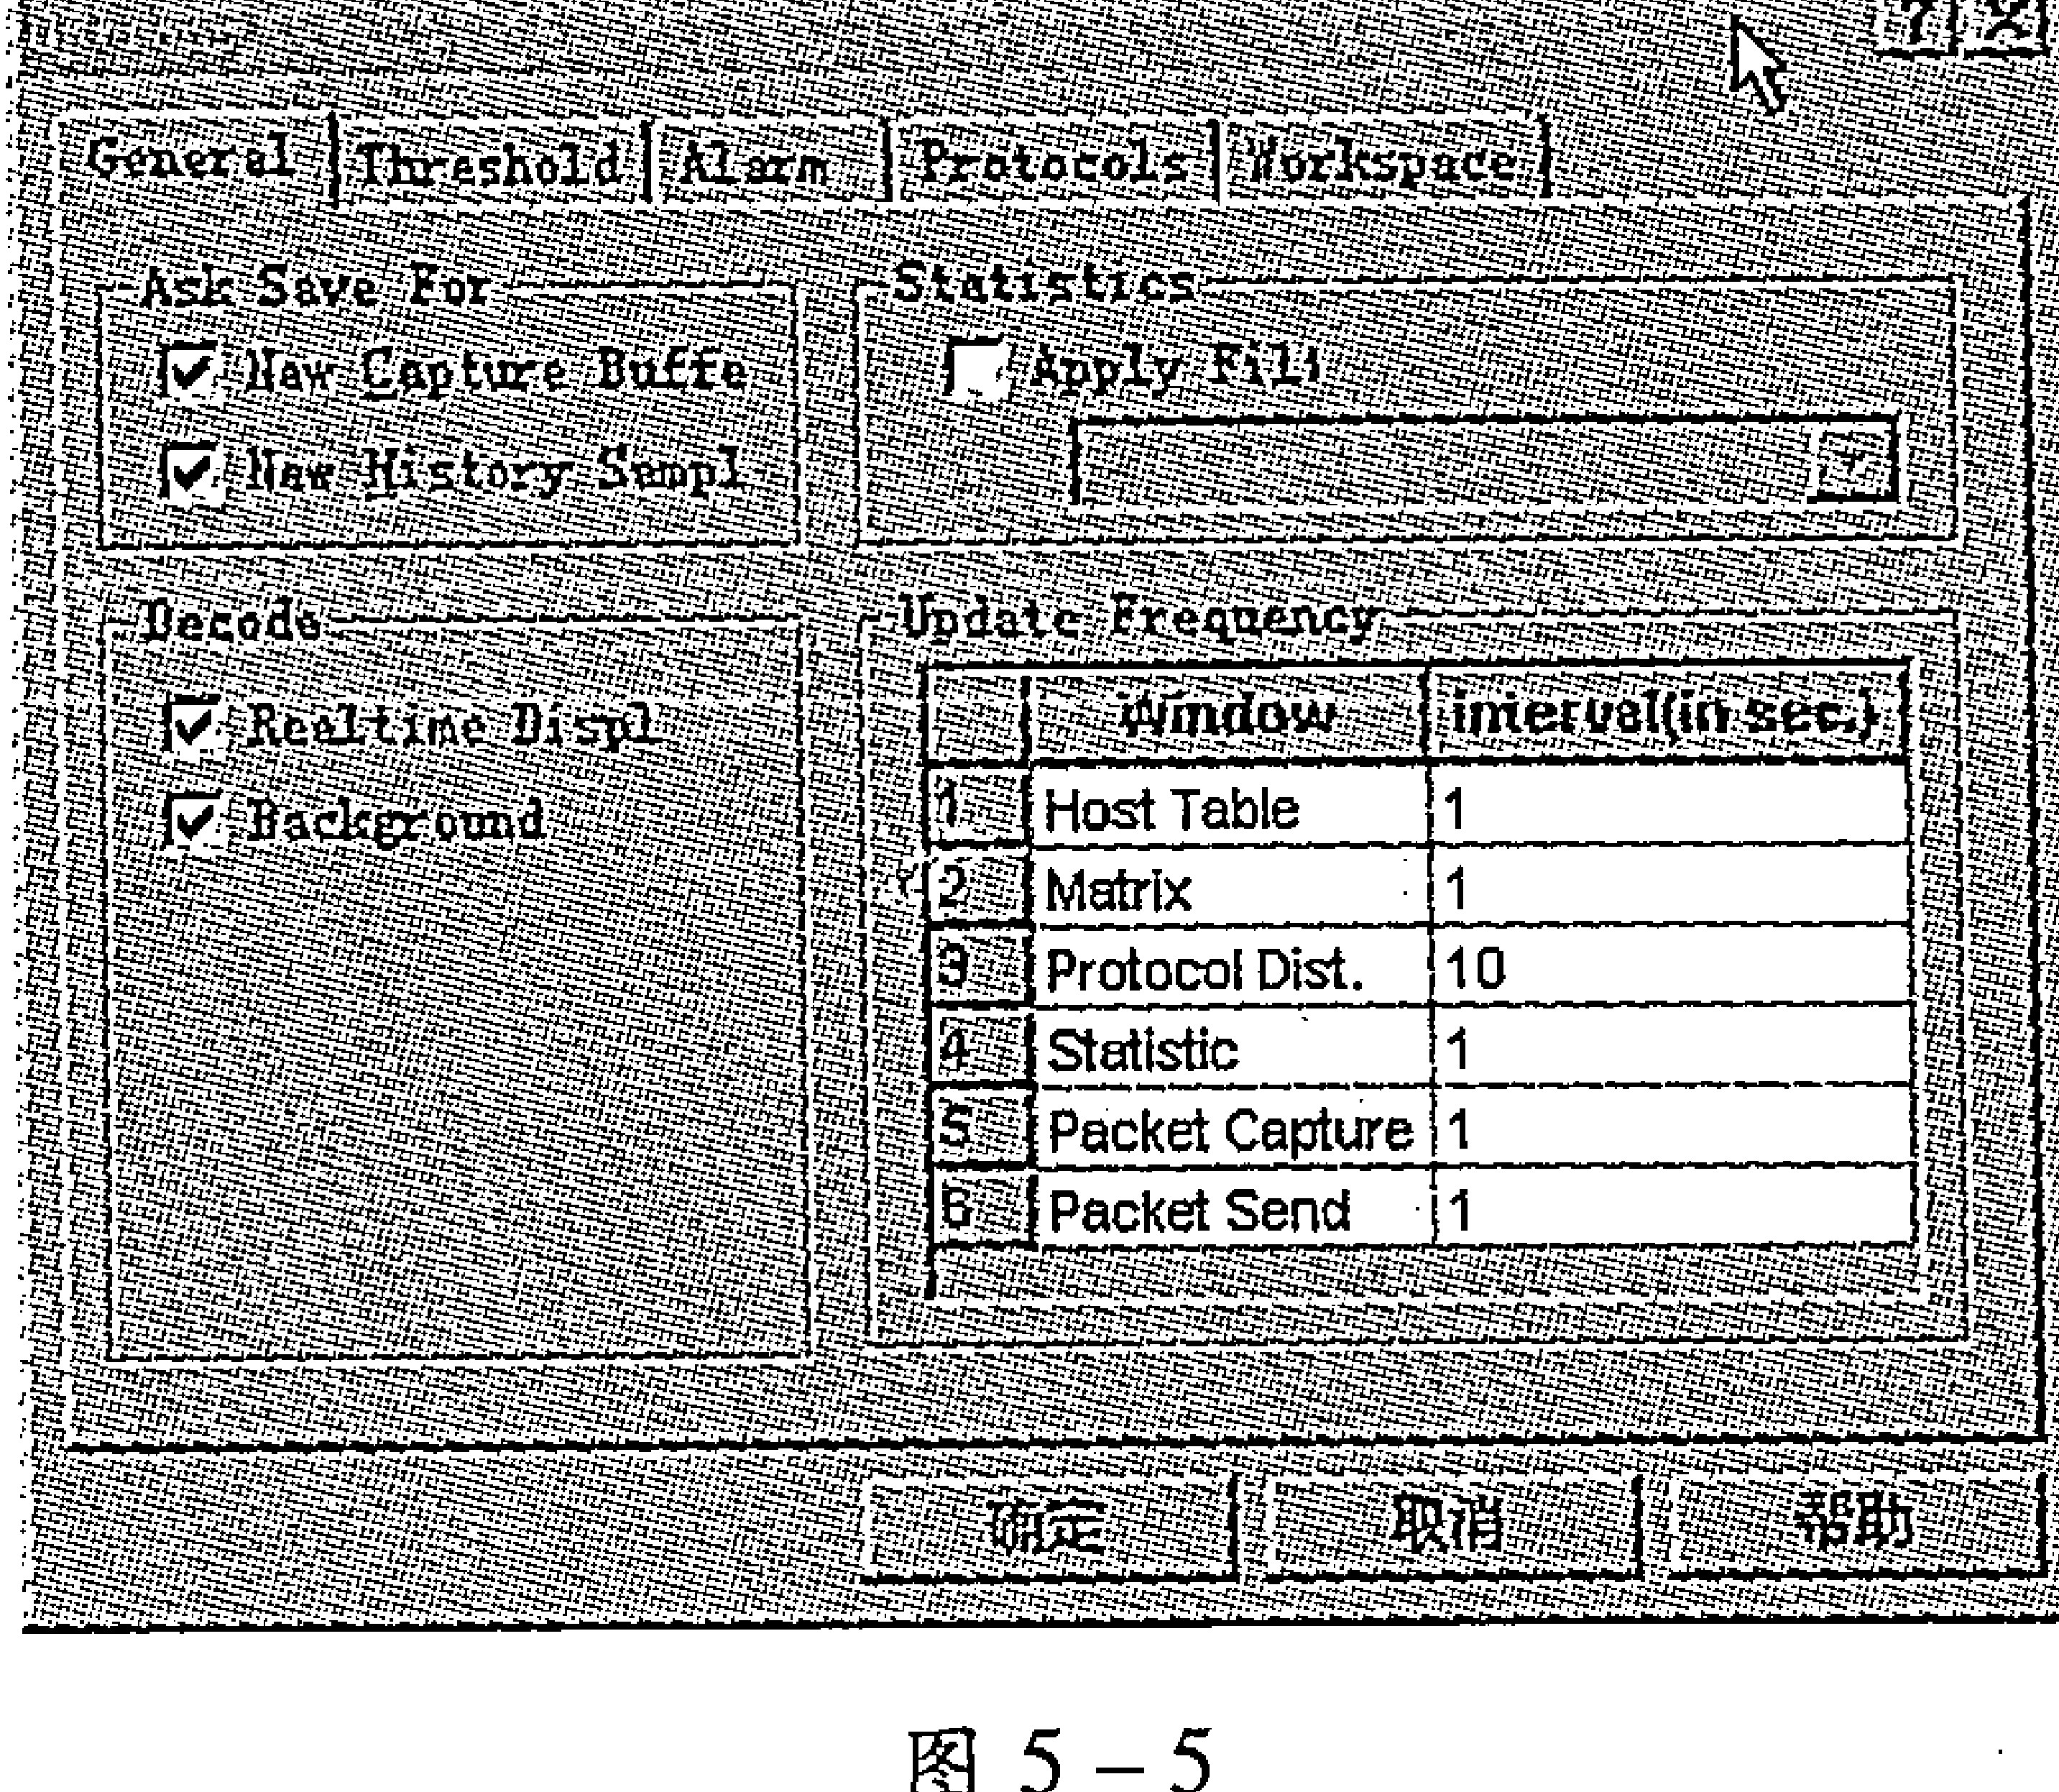 General Threshold Alarm Protocols Workspace
Ask Save For
New Capture Buffe
New History Sampl
Statistics
Apply Filt
Decode
Realtime Displ
Background
Update Frequency
Window interval(in sec.)
1 Host Table 1
2 Matrix 1
3 Protocol Dist. 10
4 Statistic 1
5 Packet Capture 1
6 Packet Send 1
确定 取消 帮助
图 5-5